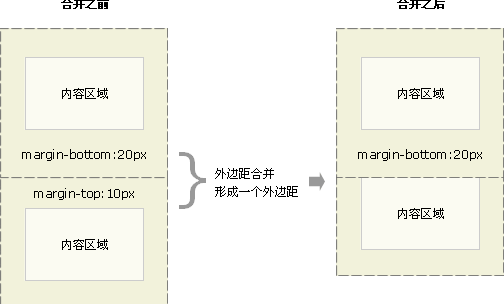 合并之前
合并之后
内容区域
内容区域
margin-bottom:20px
margin-bottom:20px
外边距合并
形成一个外边距
margin-top:10px
内容区域
内容区域